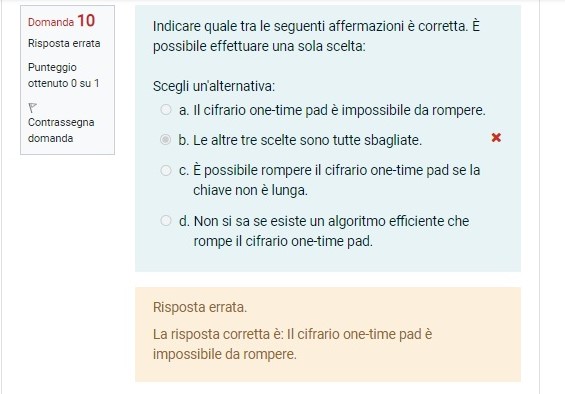 Domanda 10
Risposta errata
Punteggio
ottenuto 0 su 1
Contrassegna
domanda
Indicare quale tra le seguenti affermazioni è corretta. È
possibile effettuare una sola scelta:
Scegli un'alternativa:
a. Il cifrario one-time pad è impossibile da rompere.
b. Le altre tre scelte sono tutte sbagliate.
c. È possibile rompere il cifrario one-time pad se la
chiave non è lunga.
d. Non si sa se esiste un algoritmo efficiente che
rompe il cifrario one-time pad.
Risposta errata.
La risposta corretta è: Il cifrario one-time pad è
impossibile da rompere.